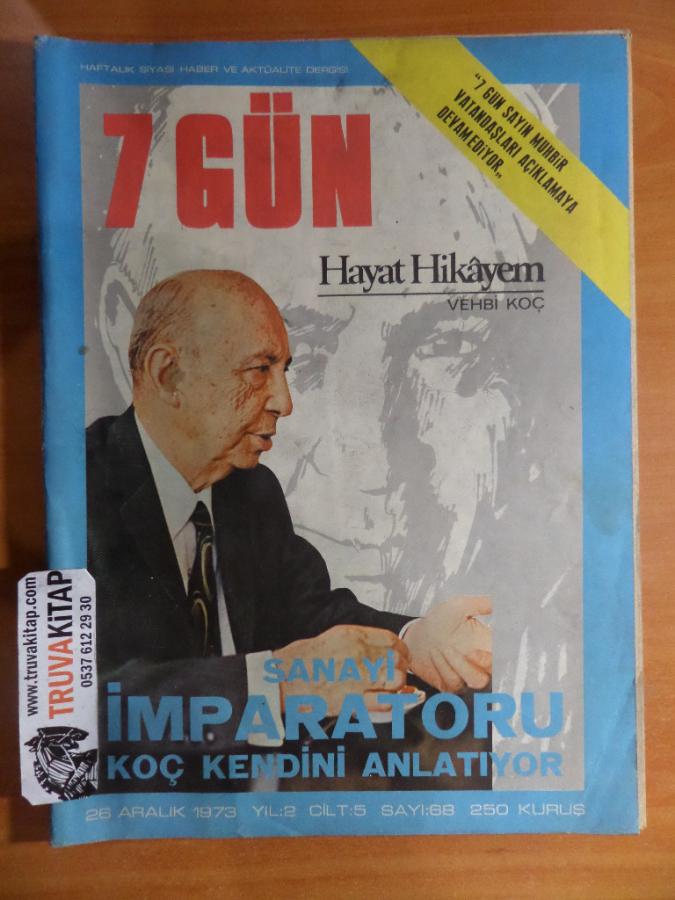 HAFTALIK SİYASİ HABER VE AKTÜALİTE DERGİSİ
"7 GÜN SAYIN MUHBİR
VATANDAŞLARI AÇIKLAMAYA
DEVAMEDİYOR„
7 GÜN
Hayat Hikâyem
VEHBİ KOÇ
www.truvakitap.com
TRUVAKİTAP
0537 612 29 30
SANAYİ
İMPARATORU
KOÇ KENDİNİ ANLATIYOR
26 ARALIK 1973 YIL:2 CİLT:5 SAYI:68 250 KURUŞ